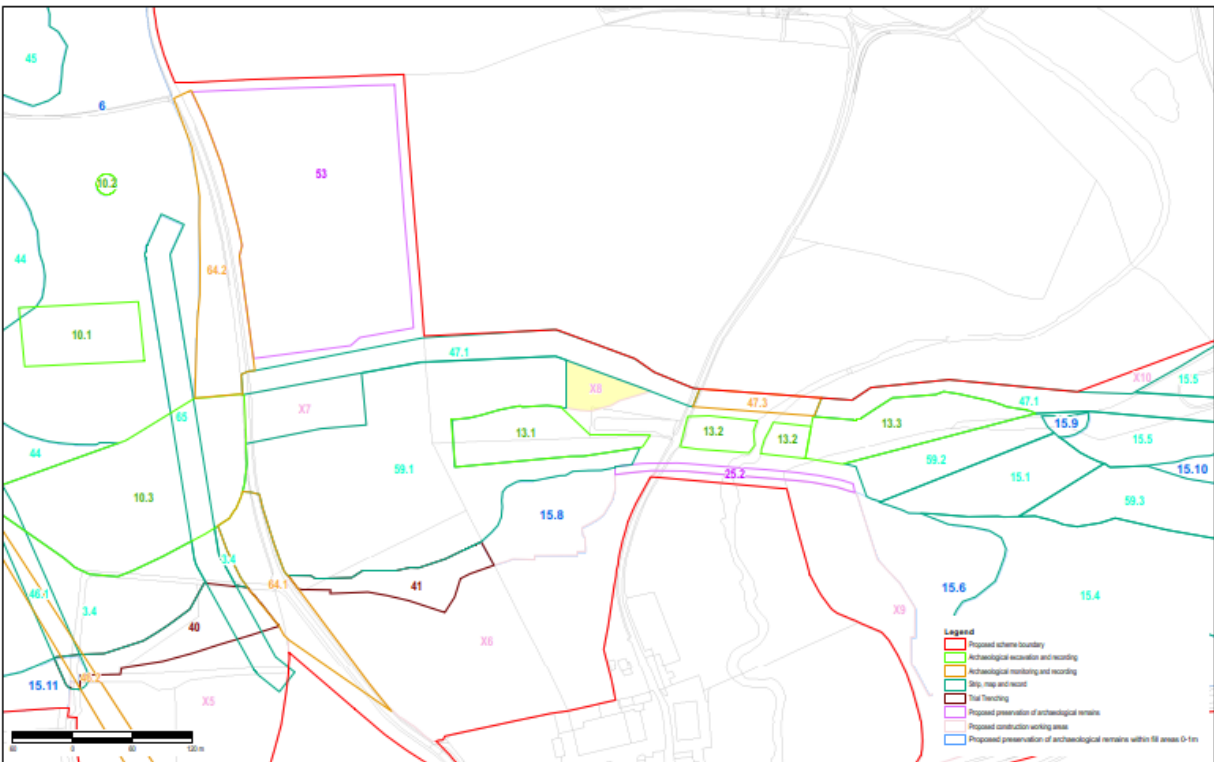 45
6
53
10.2
44
64.2
10.1
47.1
X8
X10
15.5
X7
47.3
47.1
65
13.1
13.2
13.2
13.3
15.9
15.5
44
59.1
59.2
15.10
10.3
25.2
15.1
59.3
15.8
3.4
64.1
41
46.1
3.4
40
X6
X9
15.6
15.4
15.11
X5
Legend
Proposed scheme boundary
Archaeological excavation and recording
Archaeological monitoring and recording
Strip, map and record
Trial Trenching
Proposed preservation of archaeological remains
Proposed construction working areas
Proposed preservation of archaeological remains within fill areas 0-1m
60 0 60 120 m